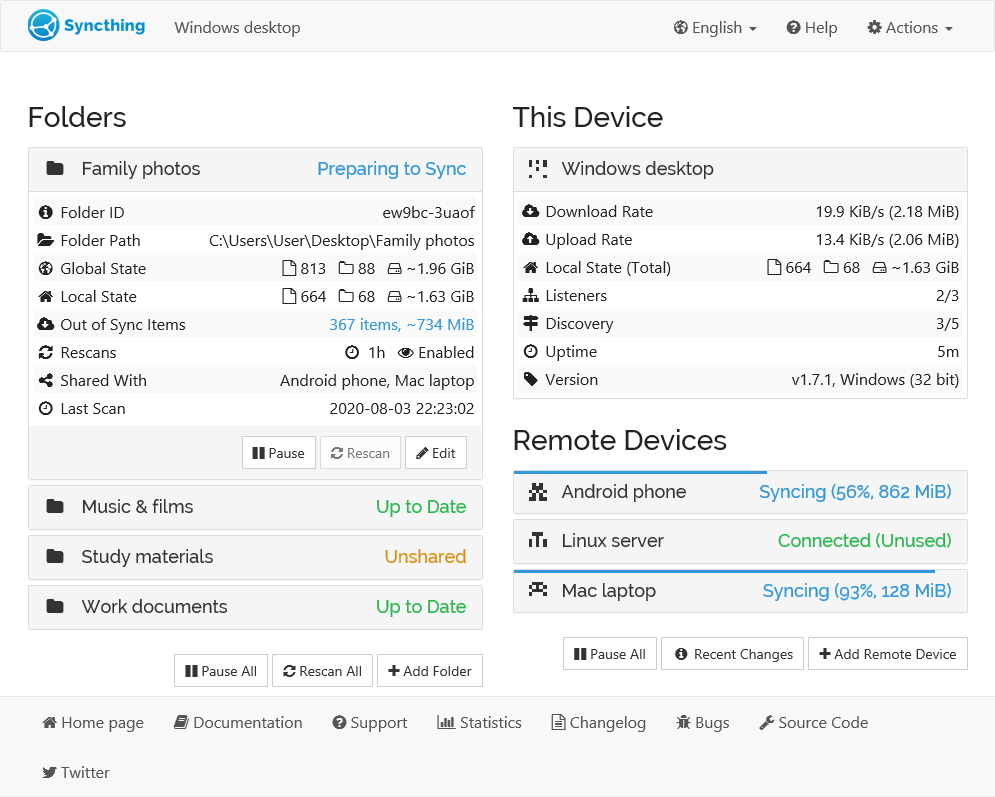 Syncthing Windows desktop English Help Actions
Folders
Family photos Preparing to Sync
Folder ID ew9bc-3uaof
Folder Path C:\Users\User\Desktop\Family photos
Global State 813 88 ~1.96 GiB
Local State 664 68 ~1.63 GiB
Out of Sync Items 367 items, ~734 MiB
Rescans 1h Enabled
Shared With Android phone, Mac laptop
Last Scan 2020-08-03 22:23:02
Pause Rescan Edit
Music & films Up to Date
Study materials Unshared
Work documents Up to Date
Pause All Rescan All Add Folder
This Device
Windows desktop
Download Rate 19.9 KiB/s (2.18 MiB)
Upload Rate 13.4 KiB/s (2.06 MiB)
Local State (Total) 664 68 ~1.63 GiB
Listeners 2/3
Discovery 3/5
Uptime 5m
Version v1.7.1, Windows (32 bit)
Remote Devices
Android phone Syncing (56%, 862 MiB)
Linux server Connected (Unused)
Mac laptop Syncing (93%, 128 MiB)
Pause All Recent Changes Add Remote Device
Home page Documentation Support Statistics Changelog Bugs Source Code
Twitter